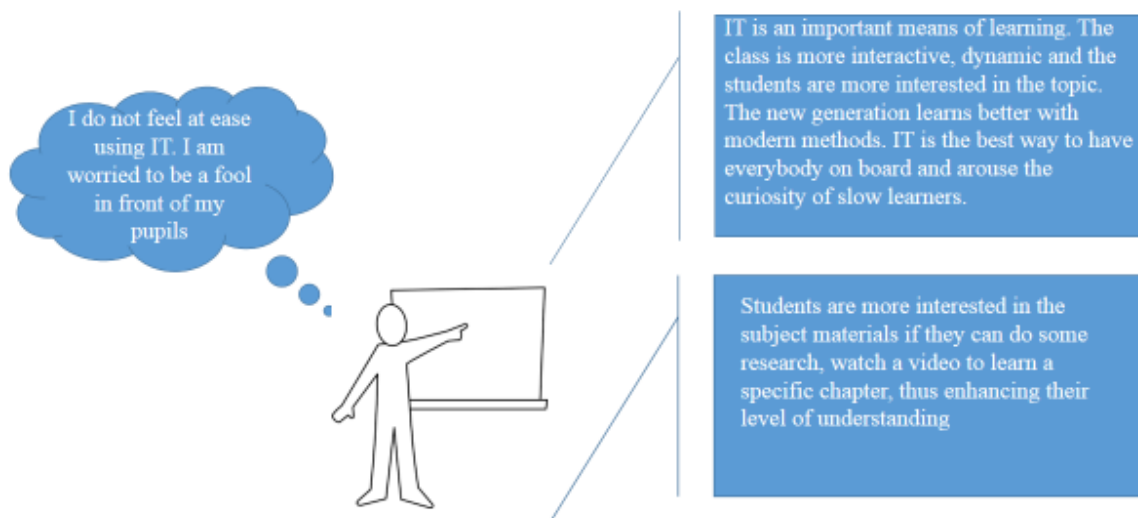 I do not feel at ease
using IT. I am
worried to be a fool
in front of my
pupils
IT is an important means of learning. The
class is more interactive, dynamic and the
students are more interested in the topic.
The new generation learns better with
modern methods. IT is the best way to have
everybody on board and arouse the
curiosity of slow learners.
Students are more interested in the
subject materials if they can do some
research, watch a video to learn a
specific chapter, thus enhancing their
level of understanding